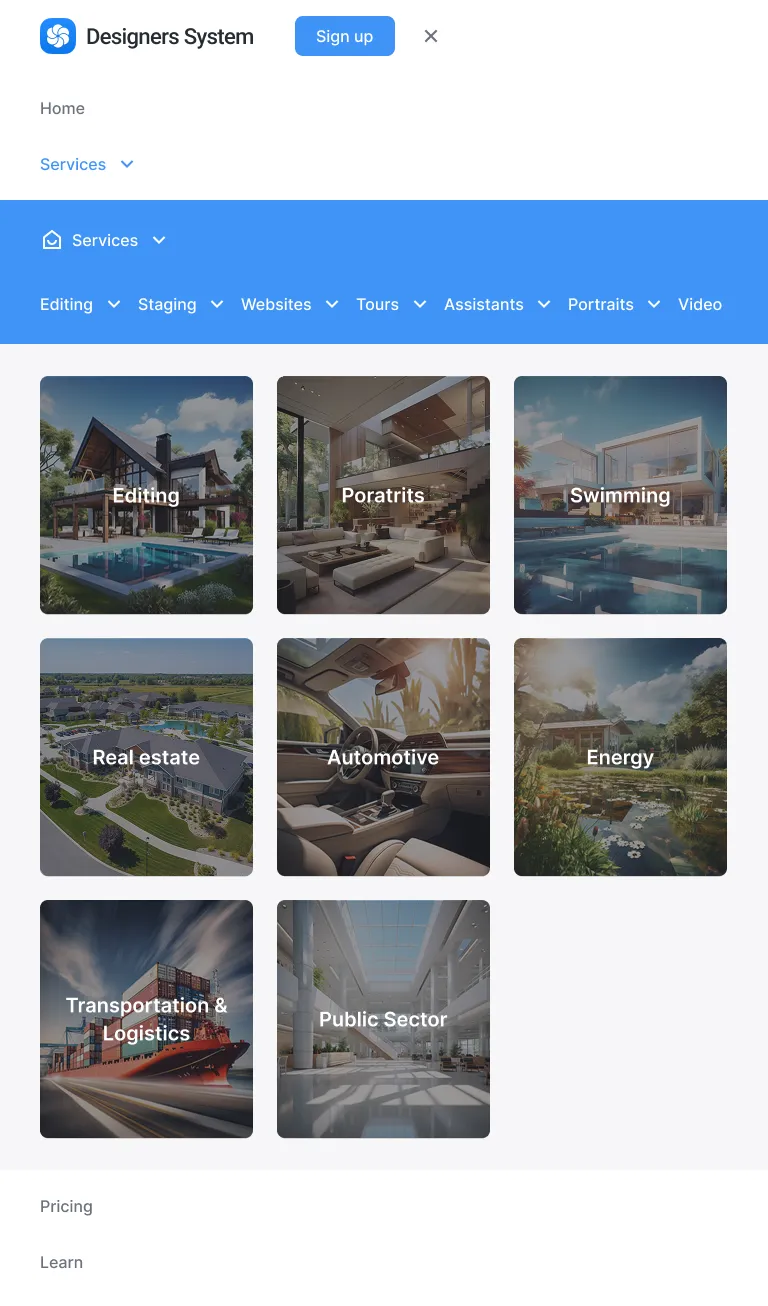 Designers System
Sign up
Home
Services
Services
Editing Staging Websites Tours Assistants Portraits Video
Editing
Poratrits
Swimming
Real estate
Automotive
Energy
Transportation &
Logistics
Public Sector
Pricing
Learn